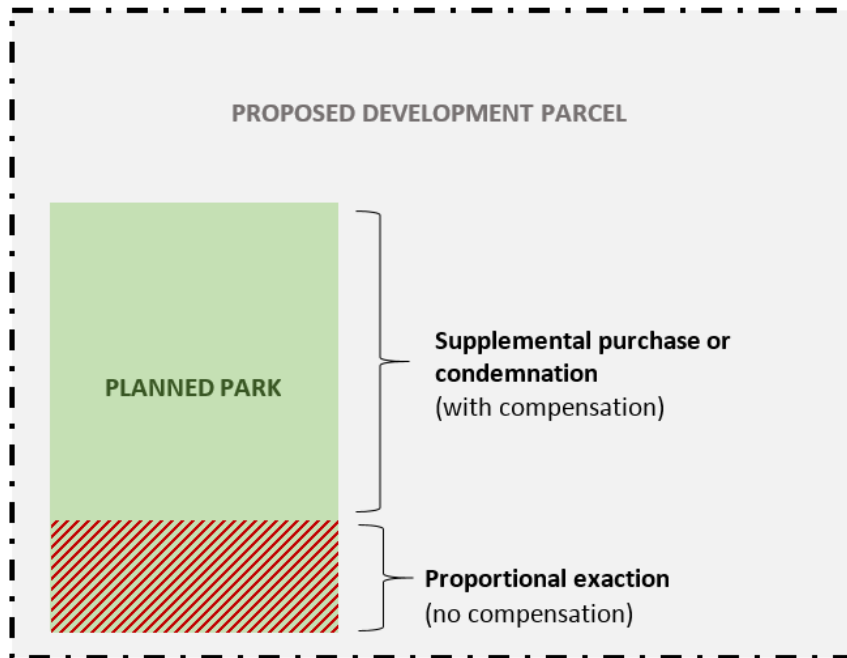 PROPOSED DEVELOPMENT PARCEL
Supplemental purchase or
condemnation
(with compensation)
PLANNED PARK
Proportional exaction
(no compensation)